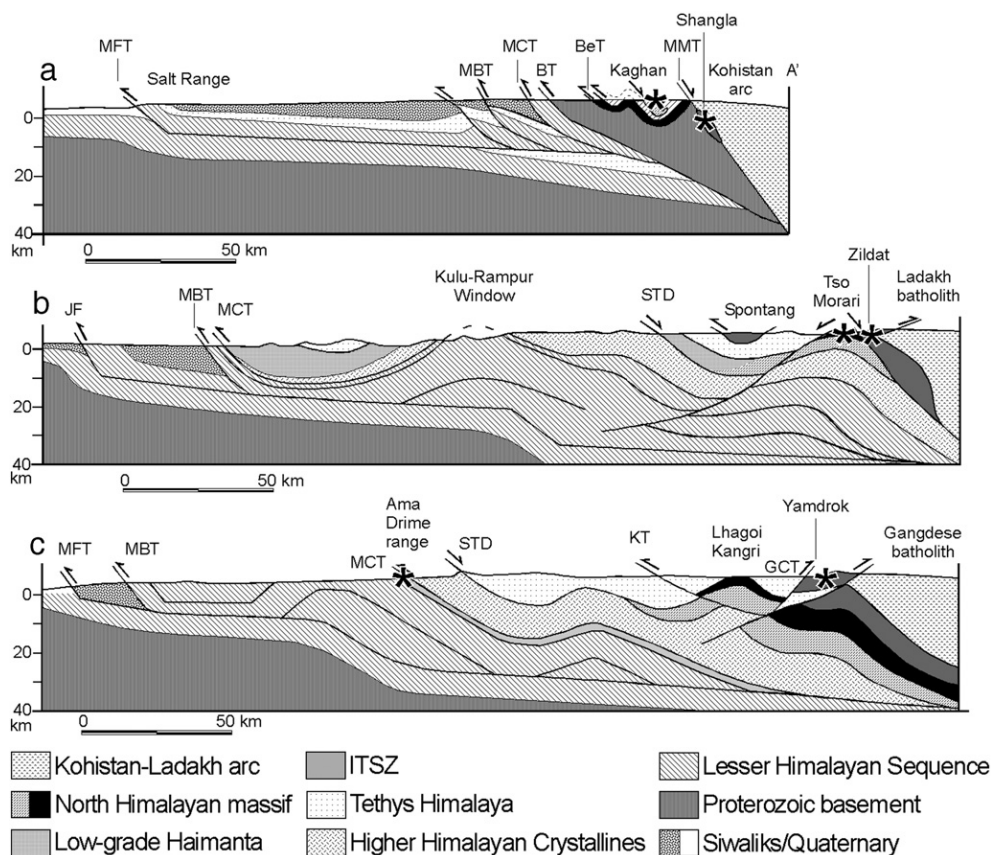 a
MFT
Salt Range
MBT
MCT
BT
BeT
Kaghan
MMT
Shangla
Kohistan
arc
A'
0
20
40
km
0 50 km
b
JF
MBT
MCT
Kulu-Rampur
Window
STD
Spontang
Tso
Morari
Zildat
Ladakh
batholith
0
20
40
km
0 50 km
c
MFT
MBT
MCT
Ama
Drime
range
STD
KT
Lhagoi
Kangri
GCT
Yamdrok
Gangdese
batholith
0
20
40
km
0 50 km
Kohistan-Ladakh arc
ITSZ
Lesser Himalayan Sequence
North Himalayan massif
Tethys Himalaya
Proterozoic basement
Low-grade Haimanta
Higher Himalayan Crystallines
Siwaliks/Quaternary